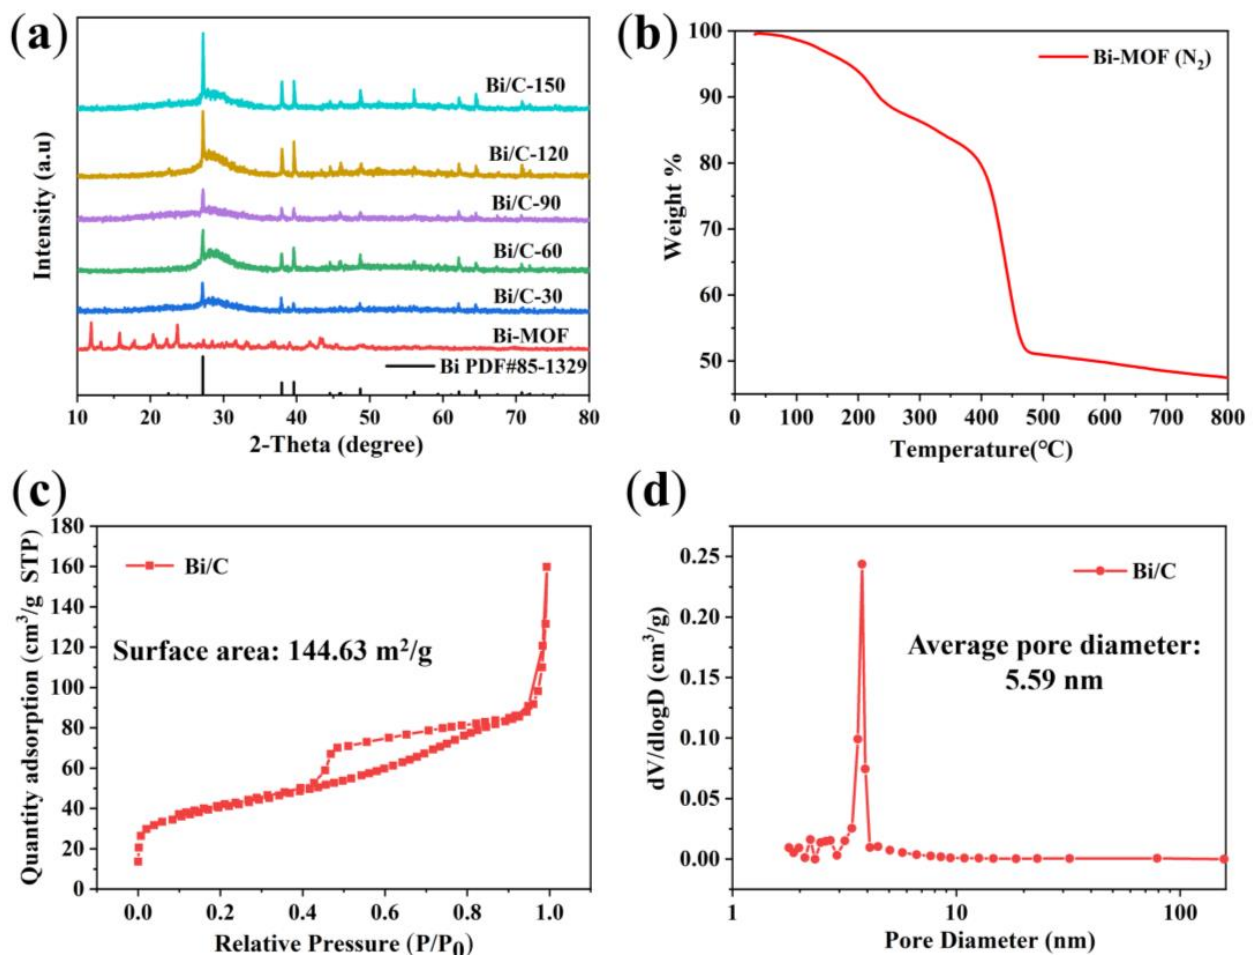 (a)
Bi/C-150
Bi/C-120
Bi/C-90
Bi/C-60
Bi/C-30
Bi-MOF
Bi PDF#85-1329
Intensity (a.u)
10 20 30 40 50 60 70 80
2-Theta (degree)
(b)
Bi-MOF (N₂)
100
90
80
70
60
50
Weight %
0 100 200 300 400 500 600 700 800
Temperature(℃)
(c)
180
160
140
120
100
80
60
40
20
0
Quantity adsorption (cm³/g STP)
Bi/C
Surface area: 144.63 m²/g
0.0 0.2 0.4 0.6 0.8 1.0
Relative Pressure (P/P₀)
(d)
0.25
0.20
0.15
0.10
0.05
0.00
dV/dlogD (cm³/g)
Bi/C
Average pore diameter:
5.59 nm
1 10 100
Pore Diameter (nm)